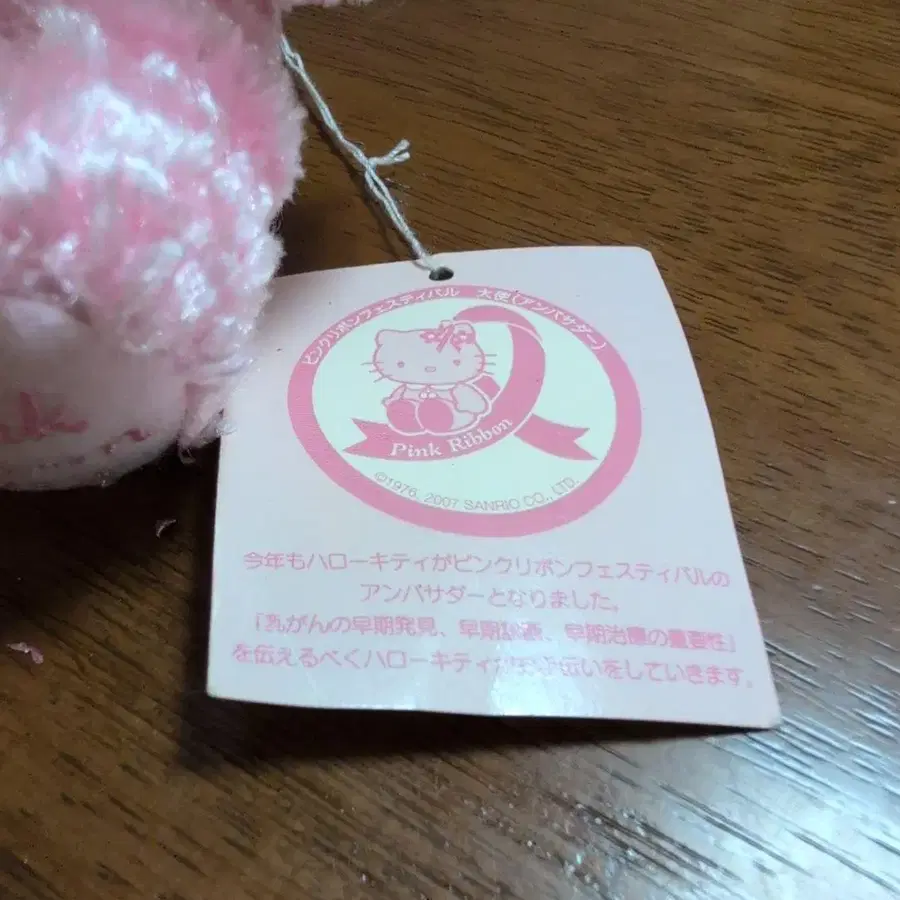 ピンクリボンフェスティバル 大使(アンバサダー)
Pink Ribbon
©1976, 2007 SANRIO CO., LTD.
今年もハローキティがピンクリボンフェスティバルの
アンバサダーとなりました。
「乳がんの早期発見、早期診断、早期治療の重要性」
を伝えるべくハローキティがお手伝いをしていきます。